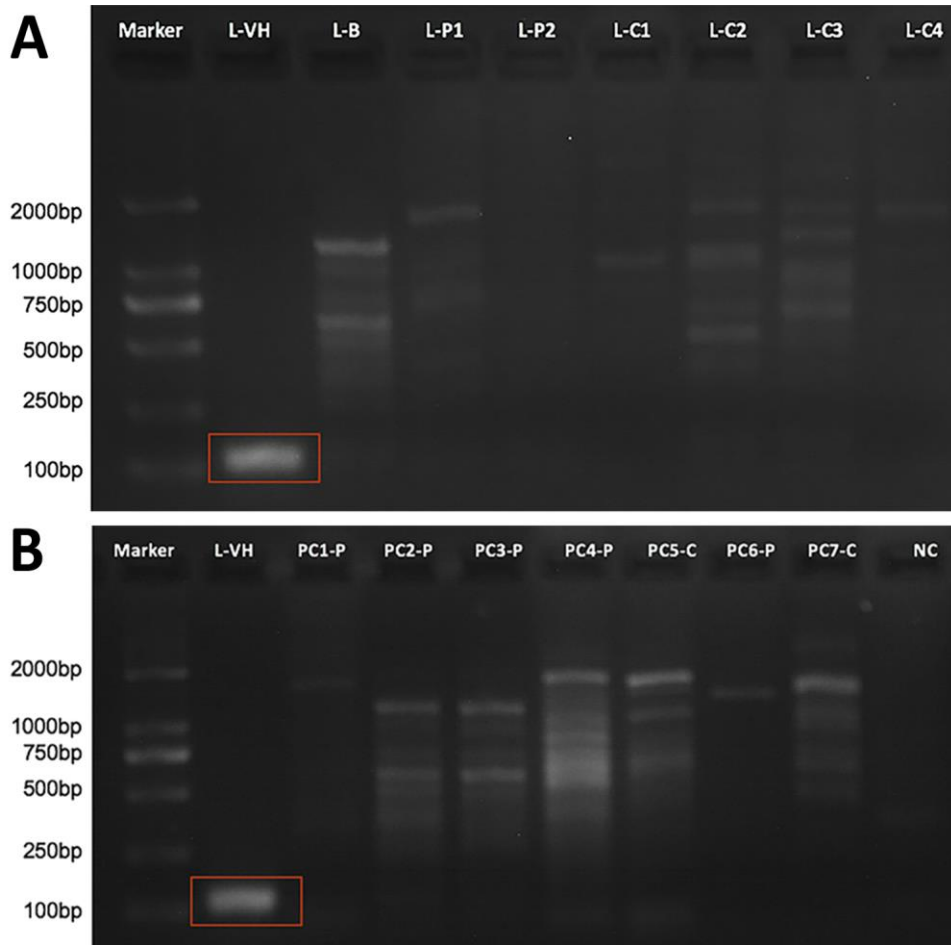 A
Marker L-VH L-B L-P1 L-P2 L-C1 L-C2 L-C3 L-C4
2000bp
1000bp
750bp
500bp
250bp
100bp
B
Marker L-VH PC1-P PC2-P PC3-P PC4-P PC5-C PC6-P PC7-C NC
2000bp
1000bp
750bp
500bp
250bp
100bp